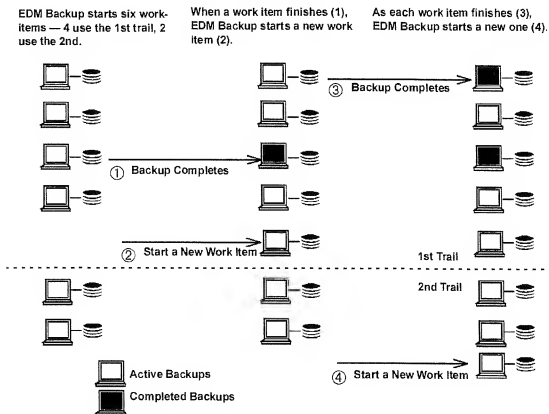 EDM Backup starts six work-
items — 4 use the 1st trail, 2
use the 2nd.
When a work item finishes (1),
EDM Backup starts a new work
item (2).
As each work item finishes (3),
EDM Backup starts a new one (4).
③ Backup Completes
① Backup Completes
② Start a New Work Item
1st Trail
2nd Trail
④ Start a New Work Item
Active Backups
Completed Backups